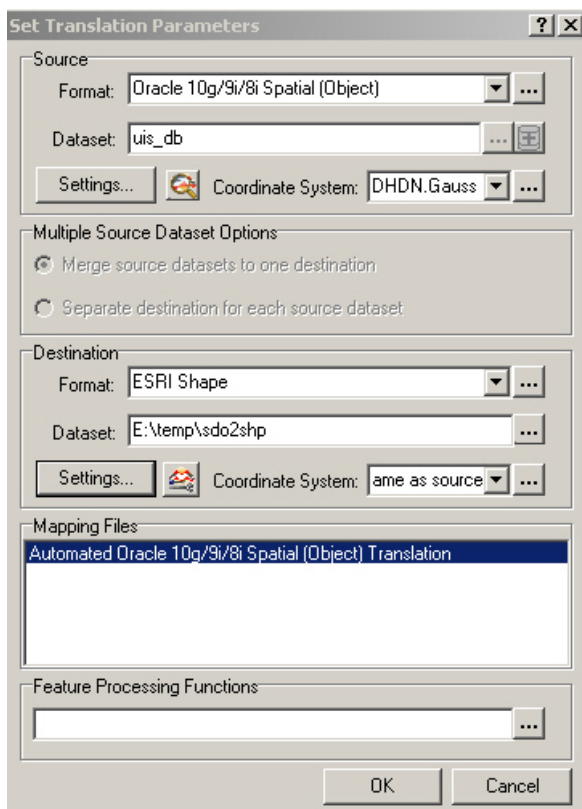 Set Translation Parameters
Source
Format: Oracle 10g/9i/8i Spatial (Object) ...
Dataset: uis_db ...
Settings... Coordinate System: DHDN.Gauss ...
Multiple Source Dataset Options
Merge source datasets to one destination
Separate destination for each source dataset
Destination
Format: ESRI Shape ...
Dataset: E:\temp\sdo2shp ...
Settings... Coordinate System: ame as source ...
Mapping Files
Automated Oracle 10g/9i/8i Spatial (Object) Translation
Feature Processing Functions
...
OK Cancel